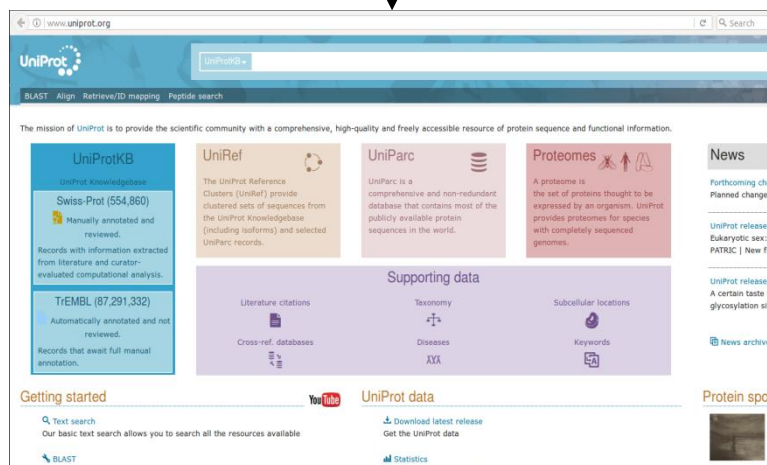 www.uniprot.org
Search
UniProt
UniProtKB
BLAST Align Retrieve/ID mapping Peptide search
The mission of UniProt is to provide the scientific community with a comprehensive, high-quality and freely accessible resource of protein sequence and functional information.
UniProtKB
UniProt Knowledgebase
Swiss-Prot (554,860)
Manually annotated and
reviewed.
Records with information extracted
from literature and curator-
evaluated computational analysis.
TrEMBL (87,291,332)
Automatically annotated and not
reviewed.
Records that await full manual
annotation.
UniRef
The UniProt Reference
Clusters (UniRef) provide
clustered sets of sequences from
the UniProt Knowledgebase
(including isoforms) and selected
UniParc records.
UniParc
UniParc is a
comprehensive and non-redundant
database that contains most of the
publicly available protein
sequences in the world.
Proteomes
A proteome is
the set of proteins thought to be
expressed by an organism. UniProt
provides proteomes for species
with completely sequenced
genomes.
Supporting data
Literature citations
Taxonomy
Subcellular locations
Cross-ref. databases
Diseases
Keywords
News
Forthcoming ch
Planned change
UniProt release
Eukaryotic sex:
PATRIC | New f
UniProt release
A certain taste
glycosylation si
News archive
Getting started
YouTube
Text search
Our basic text search allows you to search all the resources available
BLAST
UniProt data
Download latest release
Get the UniProt data
Statistics
Protein spo